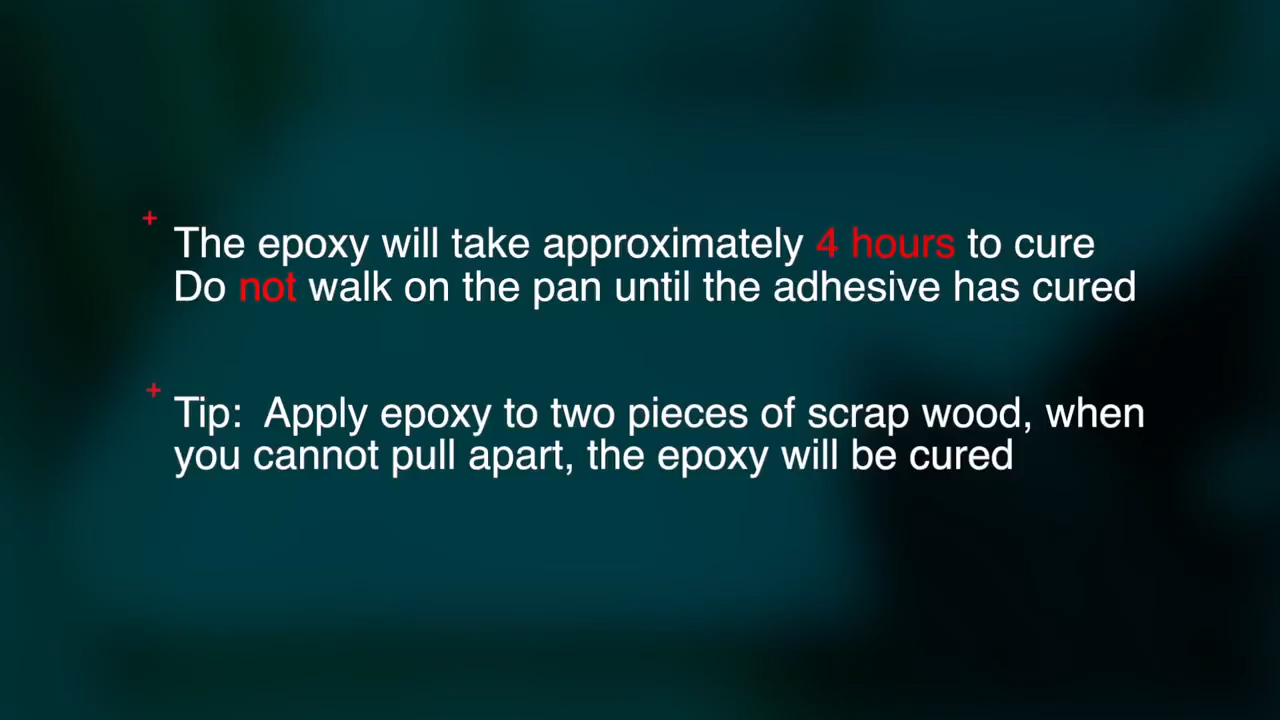 + The epoxy will take approximately 4 hours to cure
Do not walk on the pan until the adhesive has cured
+ Tip:  Apply epoxy to two pieces of scrap wood, when
you cannot pull apart, the epoxy will be cured